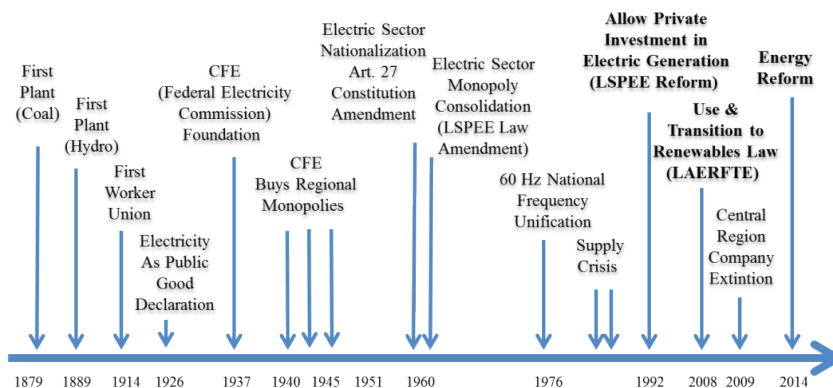 First
Plant
(Coal)
First
Plant
(Hydro)
First
Worker
Union
Electricity
As Public
Good
Declaration
CFE
(Federal Electricity
Commission)
Foundation
CFE
Buys Regional
Monopolies
Electric Sector
Nationalization
Art. 27
Constitution
Amendment
Electric Sector
Monopoly
Consolidation
(LSPEE Law
Amendment)
60 Hz National
Frequency
Unification
Supply
Crisis
Allow Private
Investment in
Electric Generation
(LSPEE Reform)
Use &
Transition to
Renewables Law
(LAERFTE)
Central
Region
Company
Extintion
Energy
Reform
1879 1889 1914 1926 1937 1940 1945 1951 1960 1976 1992 2008 2009 2014